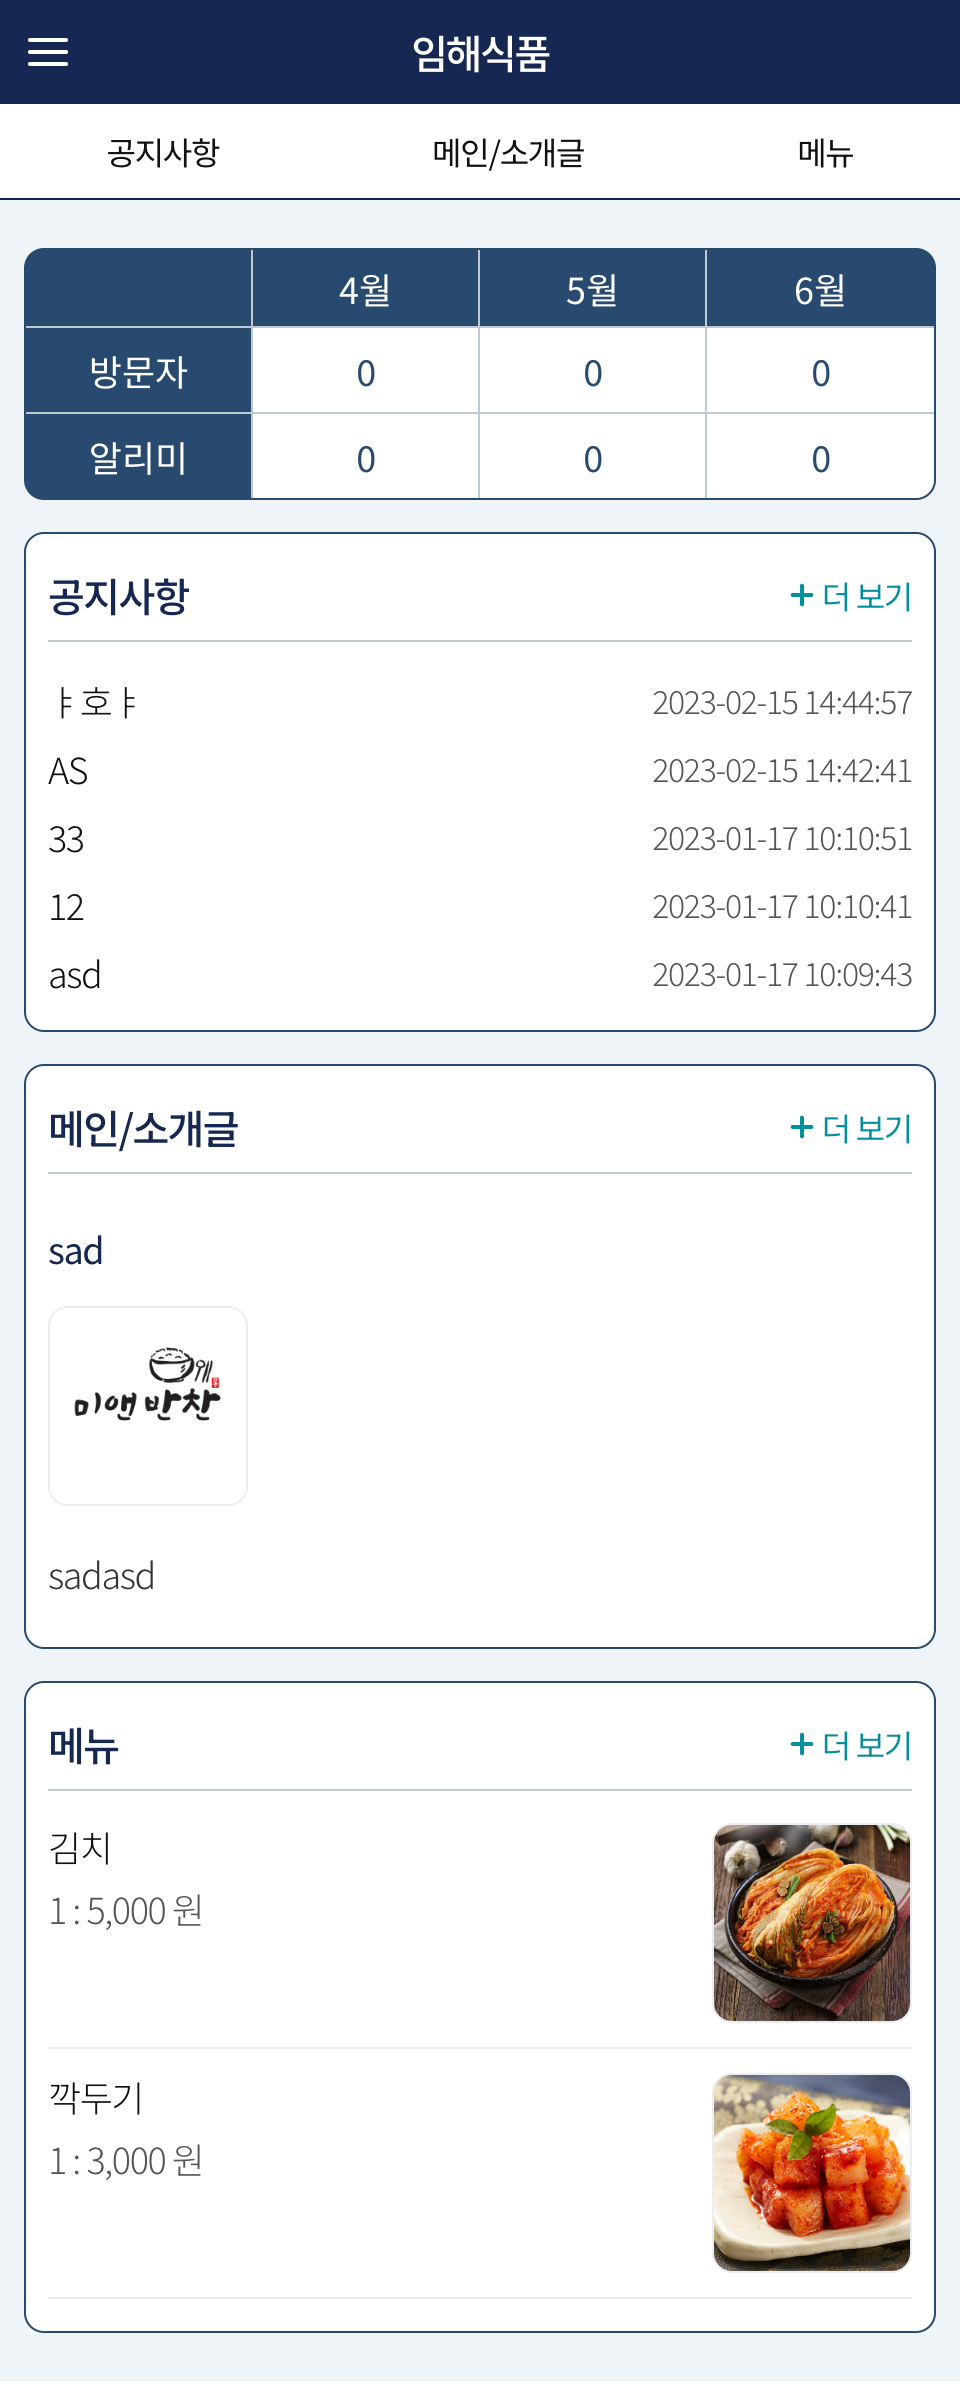 임해식품
공지사항 메인/소개글 메뉴
4월 5월 6월
방문자 0 0 0
알리미 0 0 0
공지사항 + 더 보기
ㅑ호ㅑ 2023-02-15 14:44:57
AS 2023-02-15 14:42:41
33 2023-01-17 10:10:51
12 2023-01-17 10:10:41
asd 2023-01-17 10:09:43
메인/소개글 + 더 보기
sad
미앤반찬
sadasd
메뉴 + 더 보기
김치
1 : 5,000 원
깍두기
1 : 3,000 원